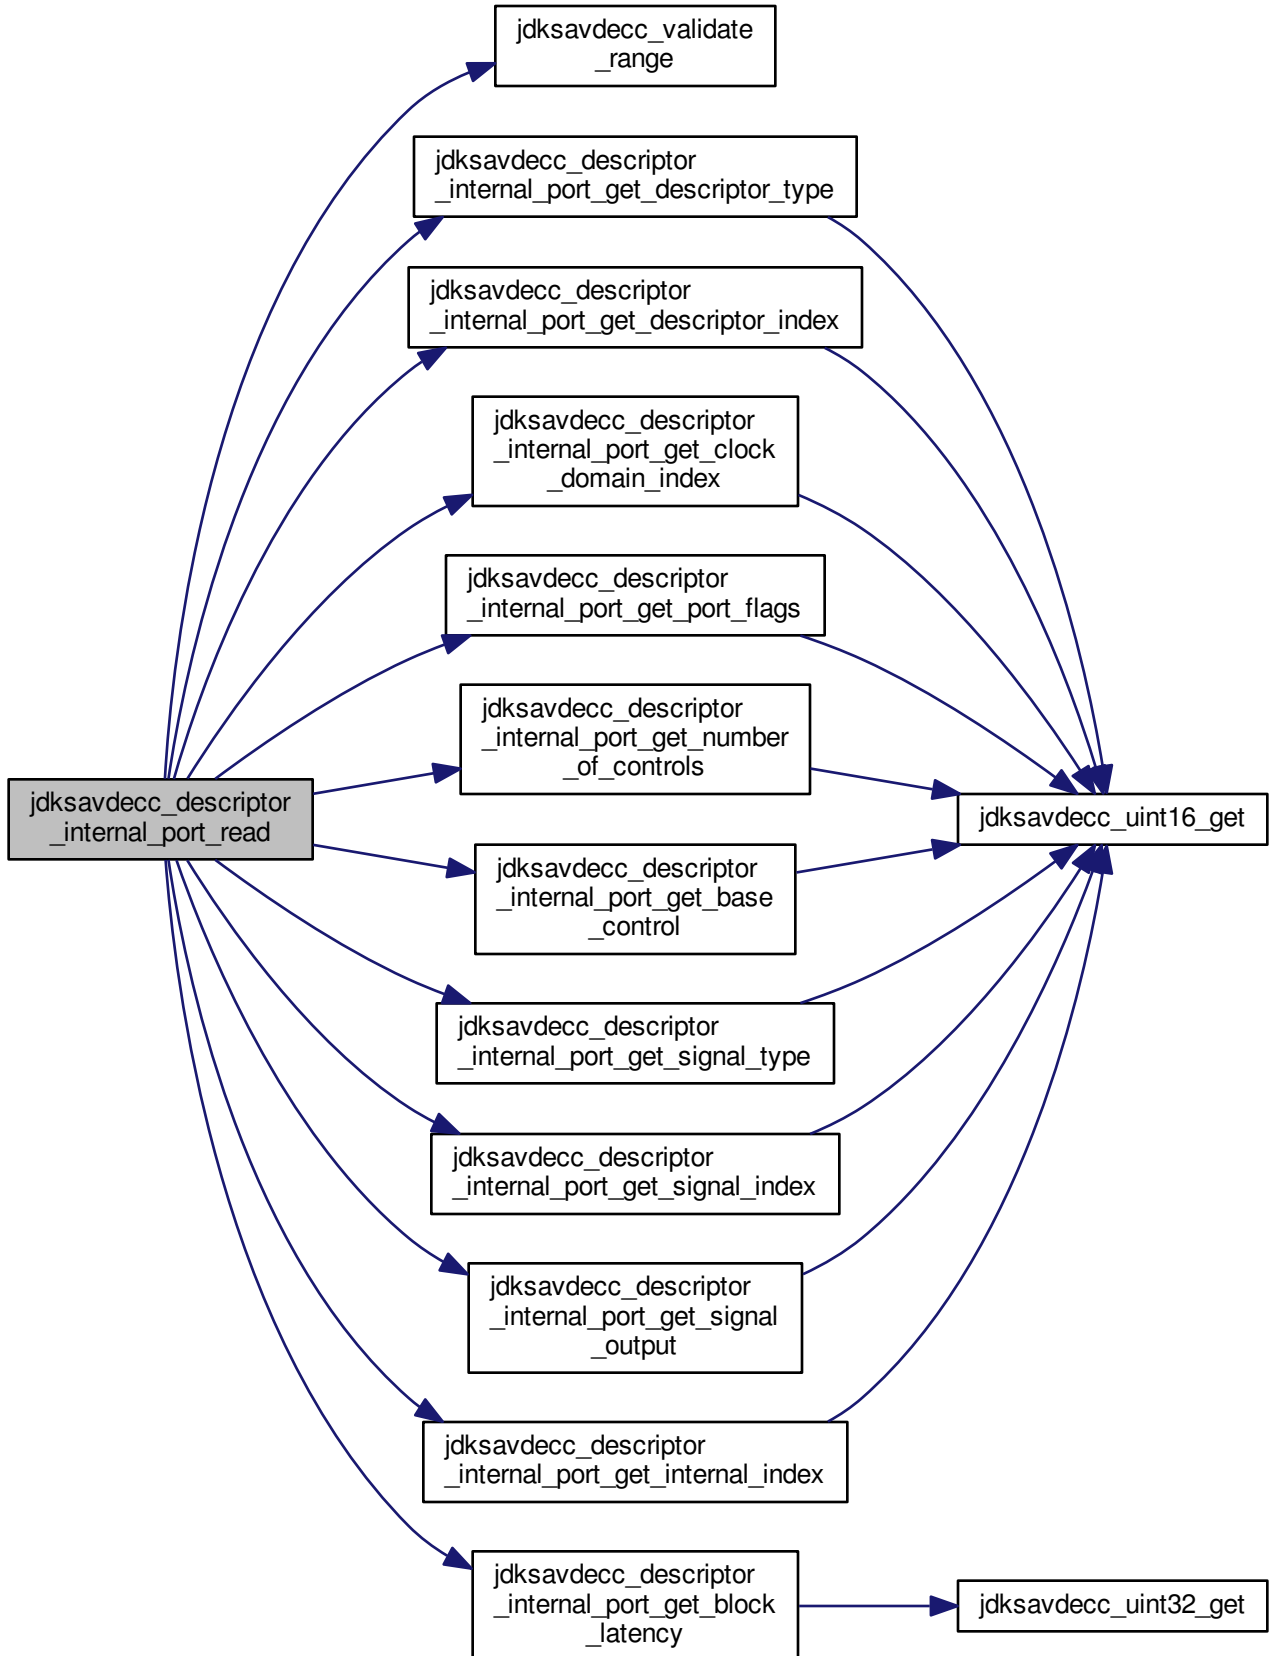 jdksavdecc_validate
_range
jdksavdecc_descriptor
_internal_port_get_descriptor_type
jdksavdecc_descriptor
_internal_port_get_descriptor_index
jdksavdecc_descriptor
_internal_port_get_clock
_domain_index
jdksavdecc_descriptor
_internal_port_get_port_flags
jdksavdecc_descriptor
_internal_port_get_number
_of_controls
jdksavdecc_descriptor
_internal_port_read
jdksavdecc_uint16_get
jdksavdecc_descriptor
_internal_port_get_base
_control
jdksavdecc_descriptor
_internal_port_get_signal_type
jdksavdecc_descriptor
_internal_port_get_signal_index
jdksavdecc_descriptor
_internal_port_get_signal
_output
jdksavdecc_descriptor
_internal_port_get_internal_index
jdksavdecc_descriptor
_internal_port_get_block
_latency
jdksavdecc_uint32_get